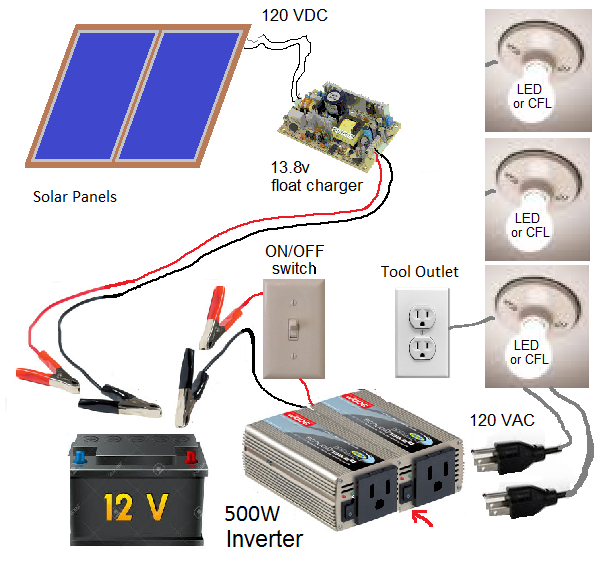 120 VDC
LED
or CFL
13.8v
float charger
Solar Panels
LED
or CFL
ON/OFF
switch
Tool Outlet
LED
or CFL
120 VAC
12 V
500W
Inverter